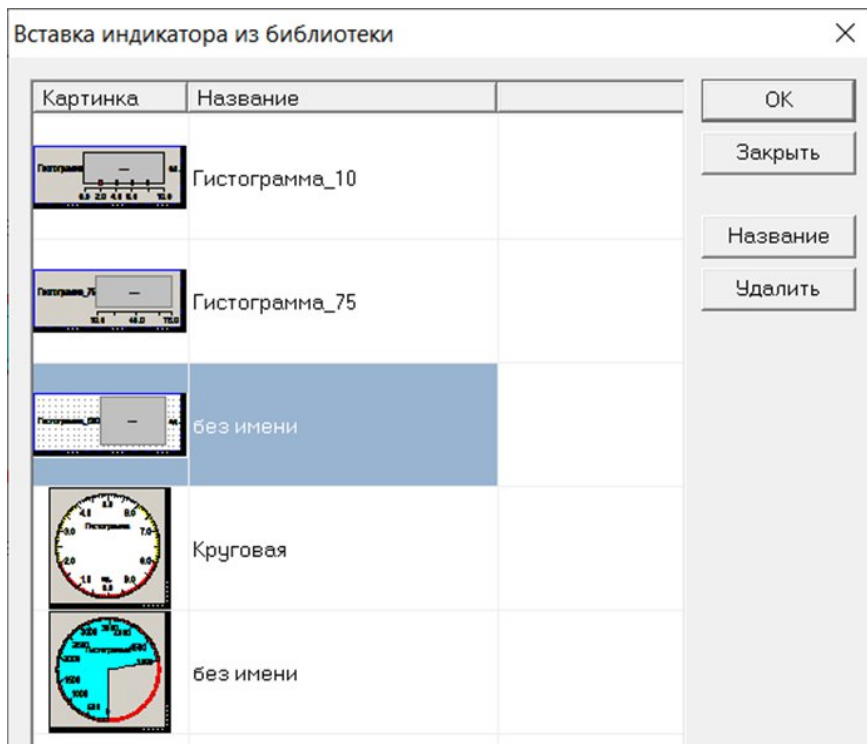 Вставка индикатора из библиотеки
Картинка Название
OK
Закрыть
Название
Удалить
Гистограмма_10
Гистограмма_75
без имени
Круговая
без имени